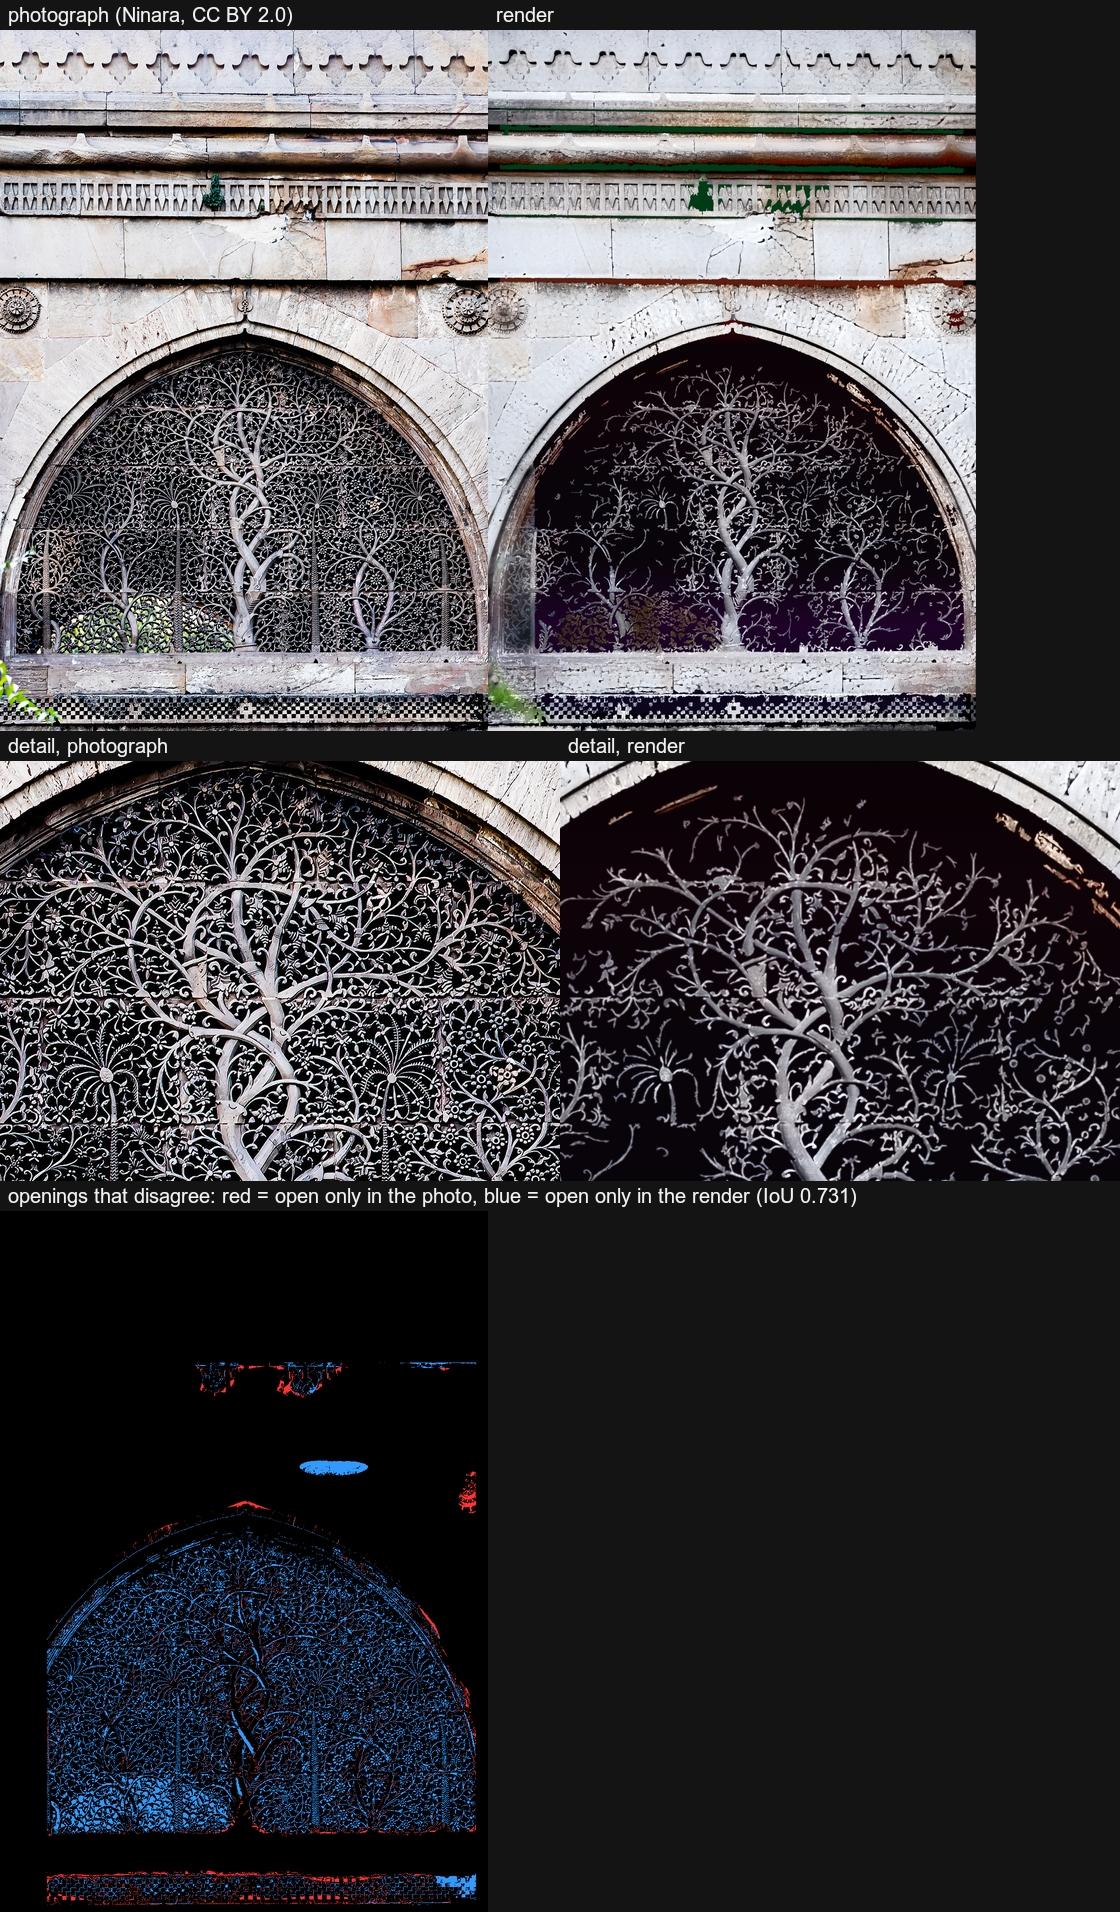 photograph (Ninara, CC BY 2.0)
render
detail, photograph
detail, render
openings that disagree: red = open only in the photo, blue = open only in the render (IoU 0.731)